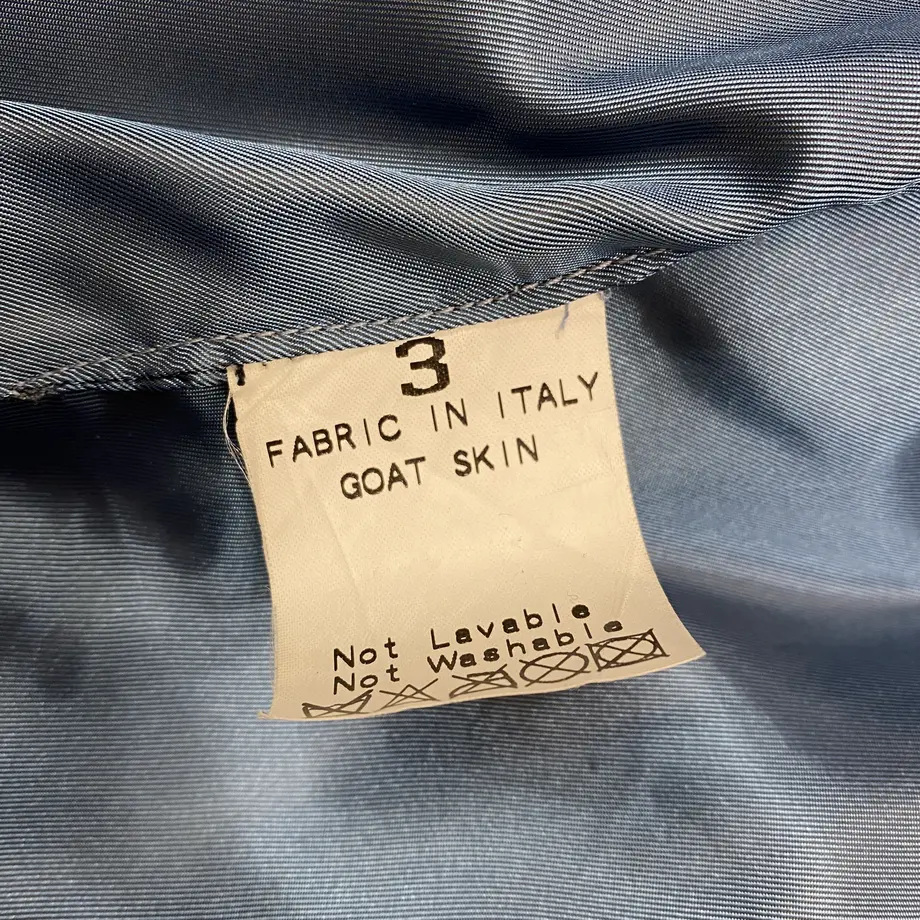 3
FABRIC IN ITALY
GOAT SKIN
Not Lavable
Not Washable